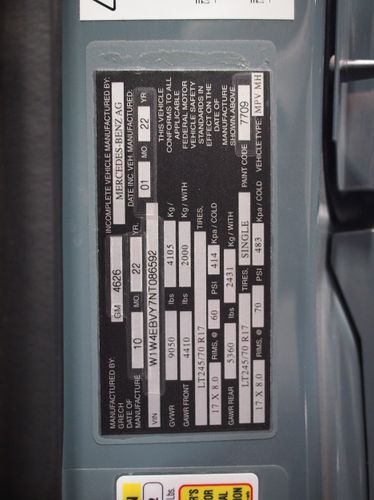 MANUFACTURED BY:
GRECH
GM 4626
INCOMPLETE VEHICLE MANUFACTURED BY:
MERCEDES-BENZ AG
DATE OF MANUFACTURE
10 MO. 22 YR.
DATE INC. VEH. MANUFACTURED
01 MO. 22 YR.
VIN W1W4EBVY7NT086592
THIS VEHICLE
CONFORMS TO ALL
APPLICABLE
FEDERAL MOTOR
VEHICLE SAFETY
STANDARDS IN
EFFECT ON THE
DATE OF
MANUFACTURE
SHOWN ABOVE
GVWR 9050 lbs 4105 Kg/
GAWR FRONT 4410 lbs 2000 Kg/ WITH
LT245/70 R17 TIRES,
17 X 8.0 RIMS, @ 60 PSI 414 Kpa / COLD
GAWR REAR 5360 lbs 2431 Kg / WITH
LT245/70 R17 TIRES, SINGLE
17 X 8.0 RIMS, @ 70 PSI 483 Kpa / COLD
PAINT CODE 7709
VEHICLE TYPE: MPV MH